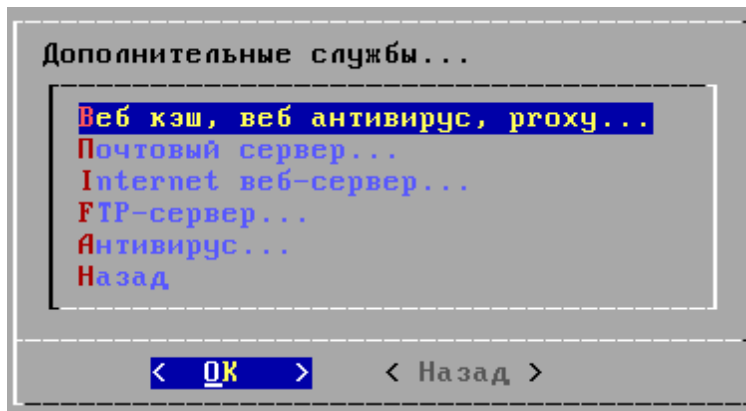 Дополнительные службы...
Веб кэш, веб антивирус, proxy...
Почтовый сервер...
Internet веб-сервер...
FTP-сервер...
Антивирус...
Назад
< OK > < Назад >